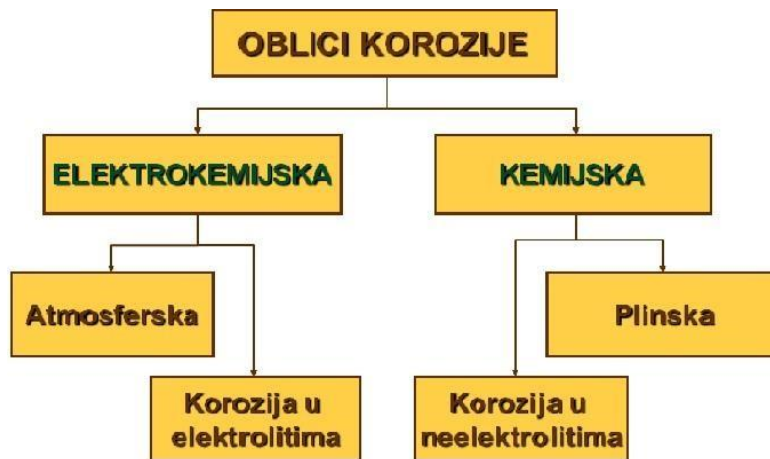 OBLICI KOROZIJE
ELEKTROKEMIJSKA
KEMIJSKA
Atmosferska
Plinska
Korozija u
elektrolitima
Korozija u
neelektrolitima